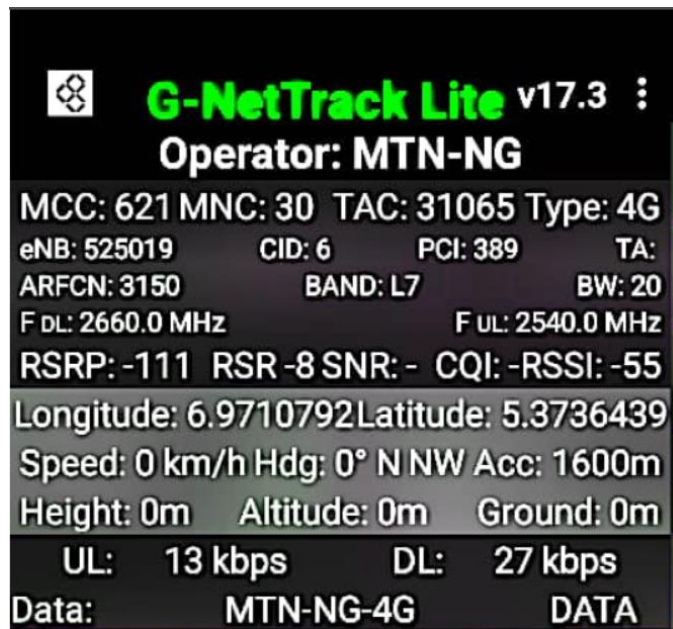 G-NetTrack Lite v17.3
Operator: MTN-NG
MCC: 621 MNC: 30 TAC: 31065 Type: 4G
eNB: 525019 CID: 6 PCI: 389 TA:
ARFCN: 3150 BAND: L7 BW: 20
F DL: 2660.0 MHz F UL: 2540.0 MHz
RSRP: -111 RSR -8 SNR: - CQI: -RSSI: -55
Longitude: 6.9710792Latitude: 5.3736439
Speed: 0 km/h Hdg: 0° N NW Acc: 1600m
Height: 0m Altitude: 0m Ground: 0m
UL: 13 kbps DL: 27 kbps
Data: MTN-NG-4G DATA